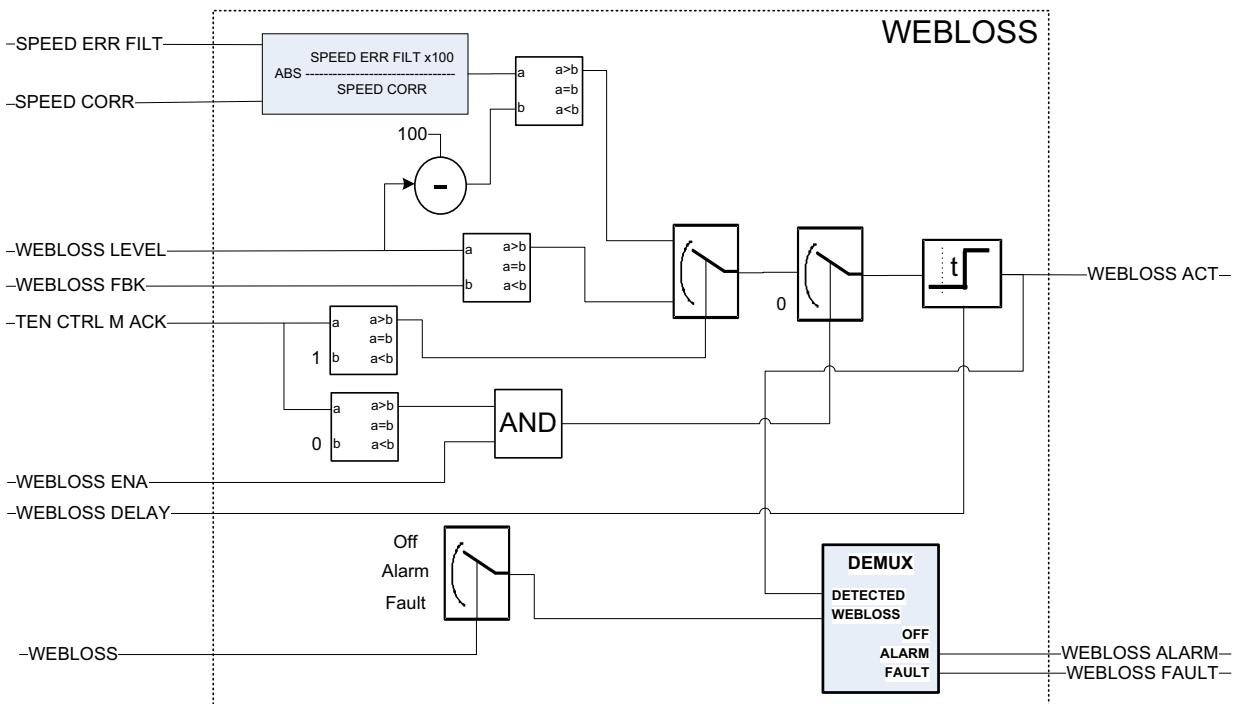 WEBLOSS
SPEED ERR FILT
SPEED CORR
SPEED ERR FILT x100
ABS ----------------------------------
SPEED CORR
a
b
a>b
a=b
a<b
100
-
WEBLOSS LEVEL
WEBLOSS FBK
a
b
a>b
a=b
a<b
0
t
WEBLOSS ACT
TEN CTRL M ACK
1
a
b
a>b
a=b
a<b
0
a
b
a>b
a=b
a<b
AND
WEBLOSS ENA
WEBLOSS DELAY
Off
Alarm
Fault
WEBLOSS
DEMUX
DETECTED
WEBLOSS
OFF
ALARM
FAULT
WEBLOSS ALARM
WEBLOSS FAULT